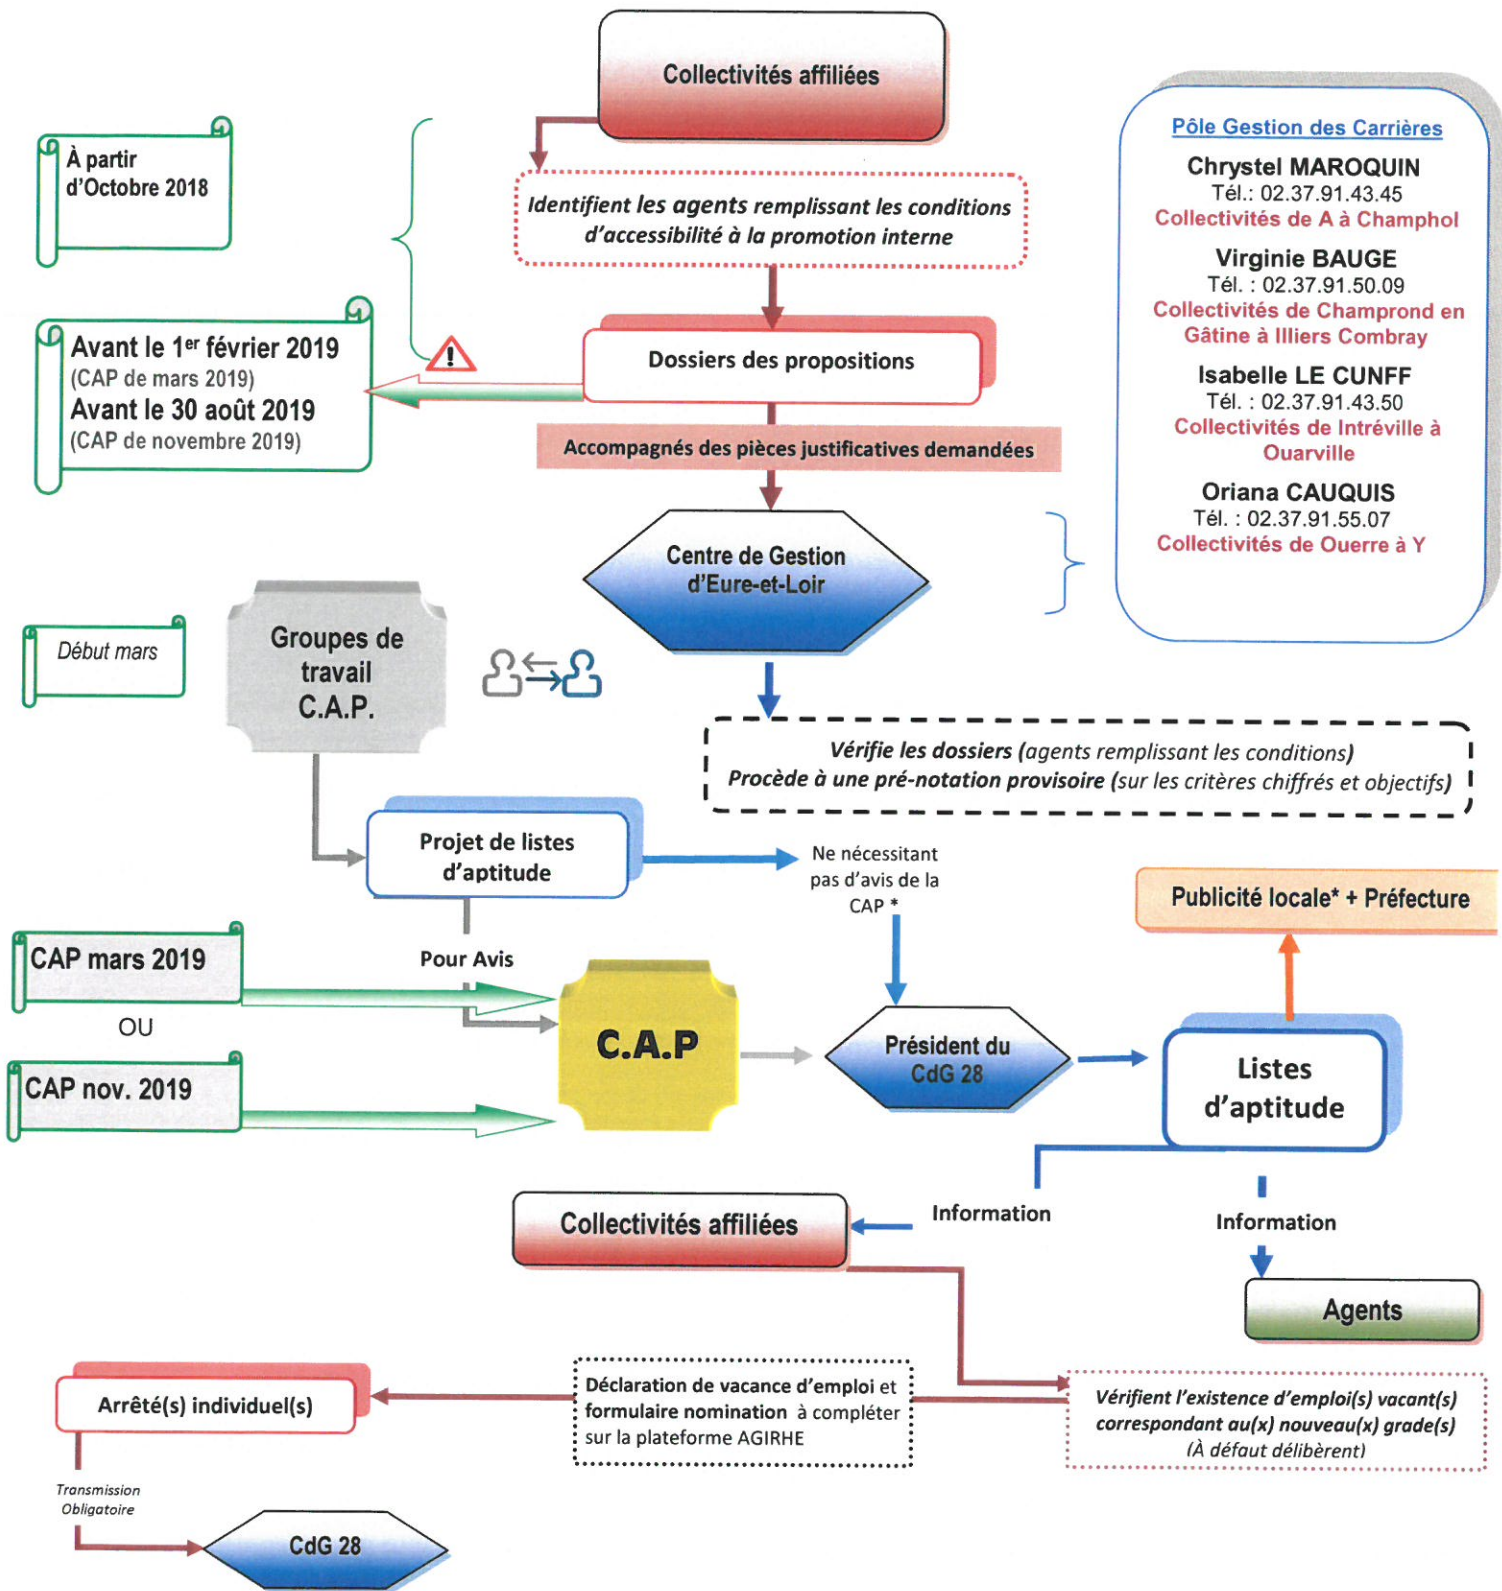 Collectivités affiliées
À partir
d'Octobre 2018
Identifient les agents remplissant les conditions
d'accessibilité à la promotion interne
Pôle Gestion des Carrières
Chrystel MAROQUIN
Tél.: 02.37.91.43.45
Collectivités de A à Champhol
Virginie BAUGE
Tél. : 02.37.91.50.09
Collectivités de Champrond en
Gâtine à Illiers Combray
Isabelle LE CUNFF
Tél. : 02.37.91.43.50
Collectivités de Intréville à
Ouarville
Oriana CAUQUIS
Tél. : 02.37.91.55.07
Collectivités de Ouerre à Y
Avant le 1er février 2019
(CAP de mars 2019)
Avant le 30 août 2019
(CAP de novembre 2019)
!
Dossiers des propositions
Accompagnés des pièces justificatives demandées
Centre de Gestion
d'Eure-et-Loir
Début mars
Groupes de
travail
C.A.P.
Vérifie les dossiers (agents remplissant les conditions)
Procède à une pré-notation provisoire (sur les critères chiffrés et objectifs)
Projet de listes
d'aptitude
Ne nécessitant
pas d'avis de la
CAP *
Publicité locale* + Préfecture
Pour Avis
CAP mars 2019
OU
CAP nov. 2019
C.A.P
Président du
CdG 28
Listes
d'aptitude
Information
Information
Collectivités affiliées
Agents
Vérifient l'existence d'emploi(s) vacant(s)
correspondant au(x) nouveau(x) grade(s)
(À défaut délibèrent)
Déclaration de vacance d'emploi et
formulaire nomination à compléter
sur la plateforme AGIRHE
Arrêté(s) individuel(s)
Transmission
Obligatoire
CdG 28